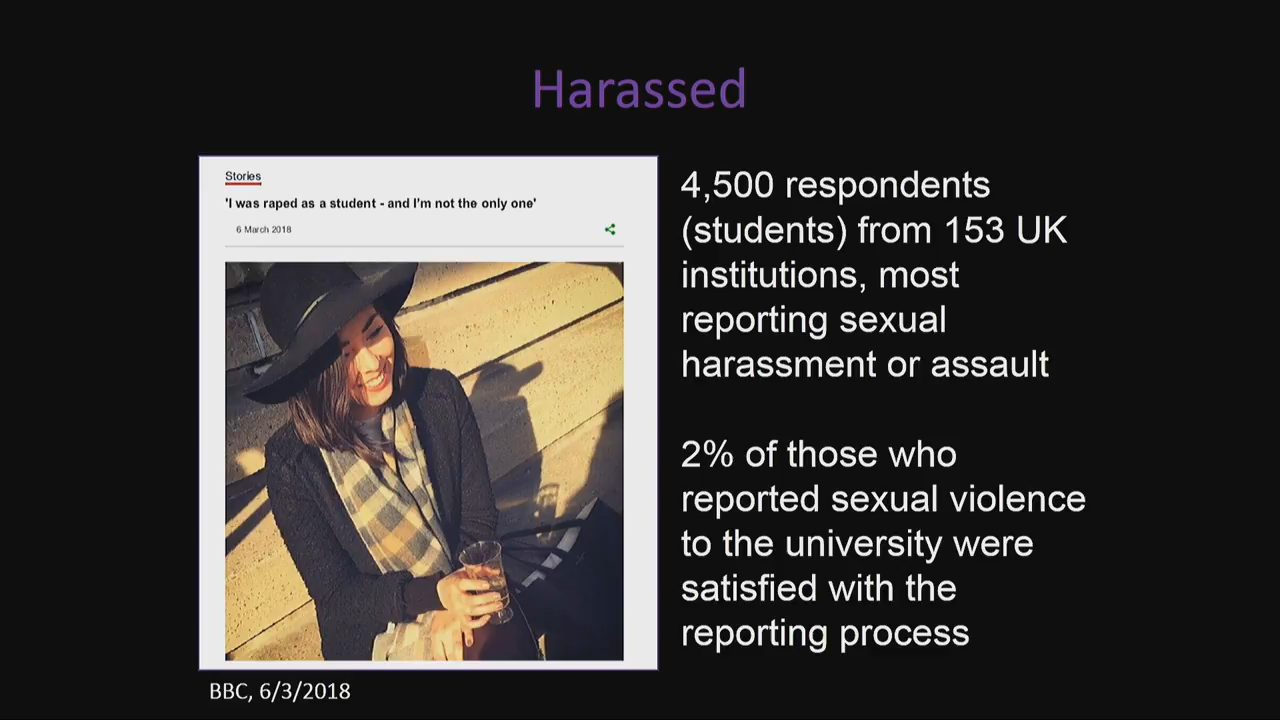 Harassed
Stories
'I was raped as a student - and I'm not the only one'
6 March 2018
4,500 respondents
(students) from 153 UK
institutions, most
reporting sexual
harassment or assault
2% of those who
reported sexual violence
to the university were
satisfied with the
reporting process
BBC, 6/3/2018